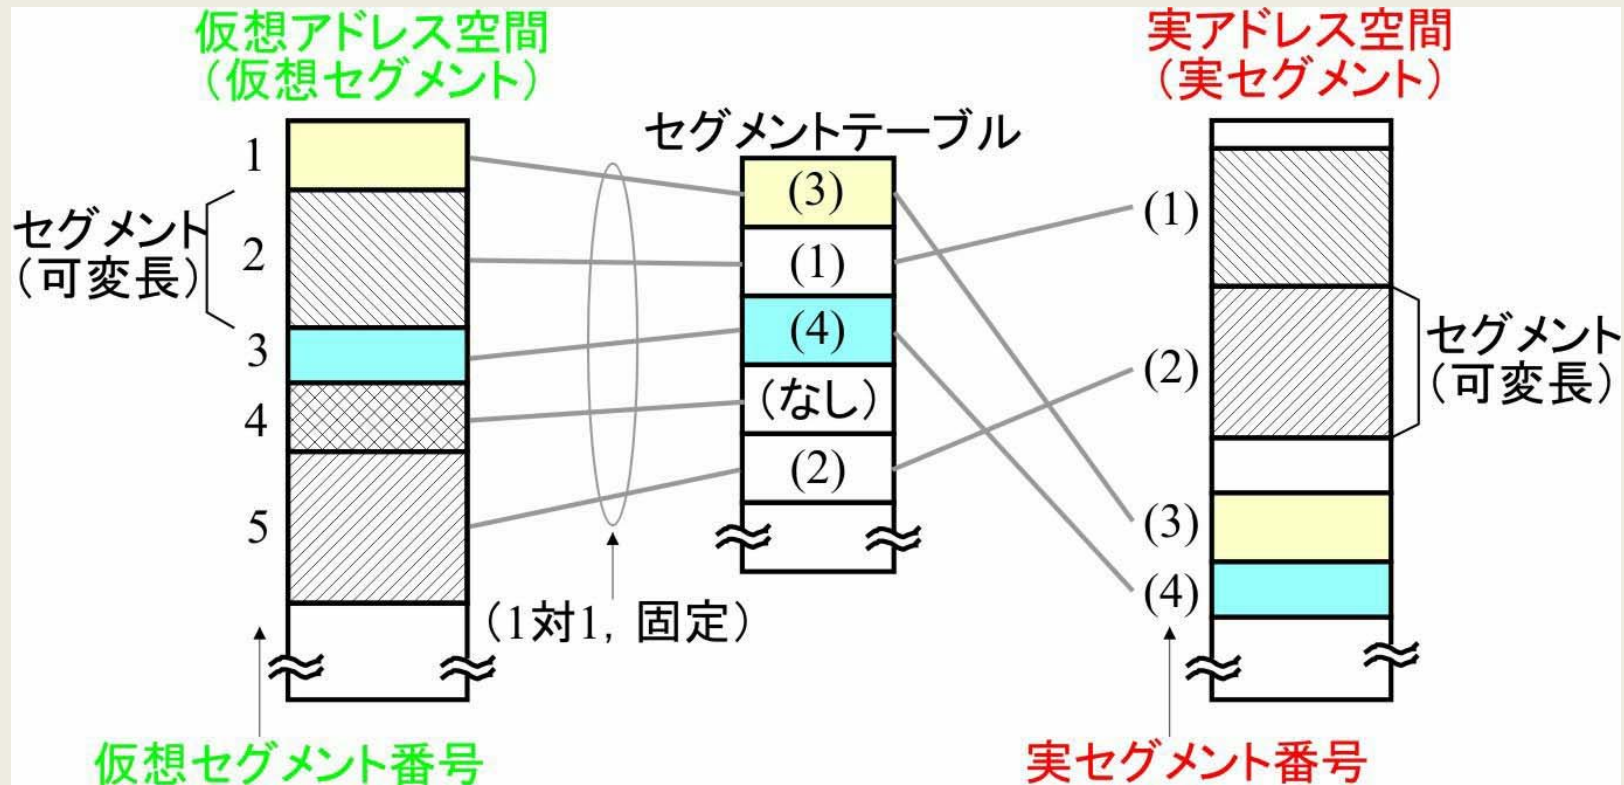 仮想アドレス空間
（仮想セグメント）
実アドレス空間
（実セグメント）
セグメントテーブル
1
2
3
4
5
セグメント
（可変長）
(3)
(1)
(4)
（なし）
(2)
(1)
(2)
(3)
(4)
セグメント
（可変長）
（1対1，固定）
仮想セグメント番号
実セグメント番号